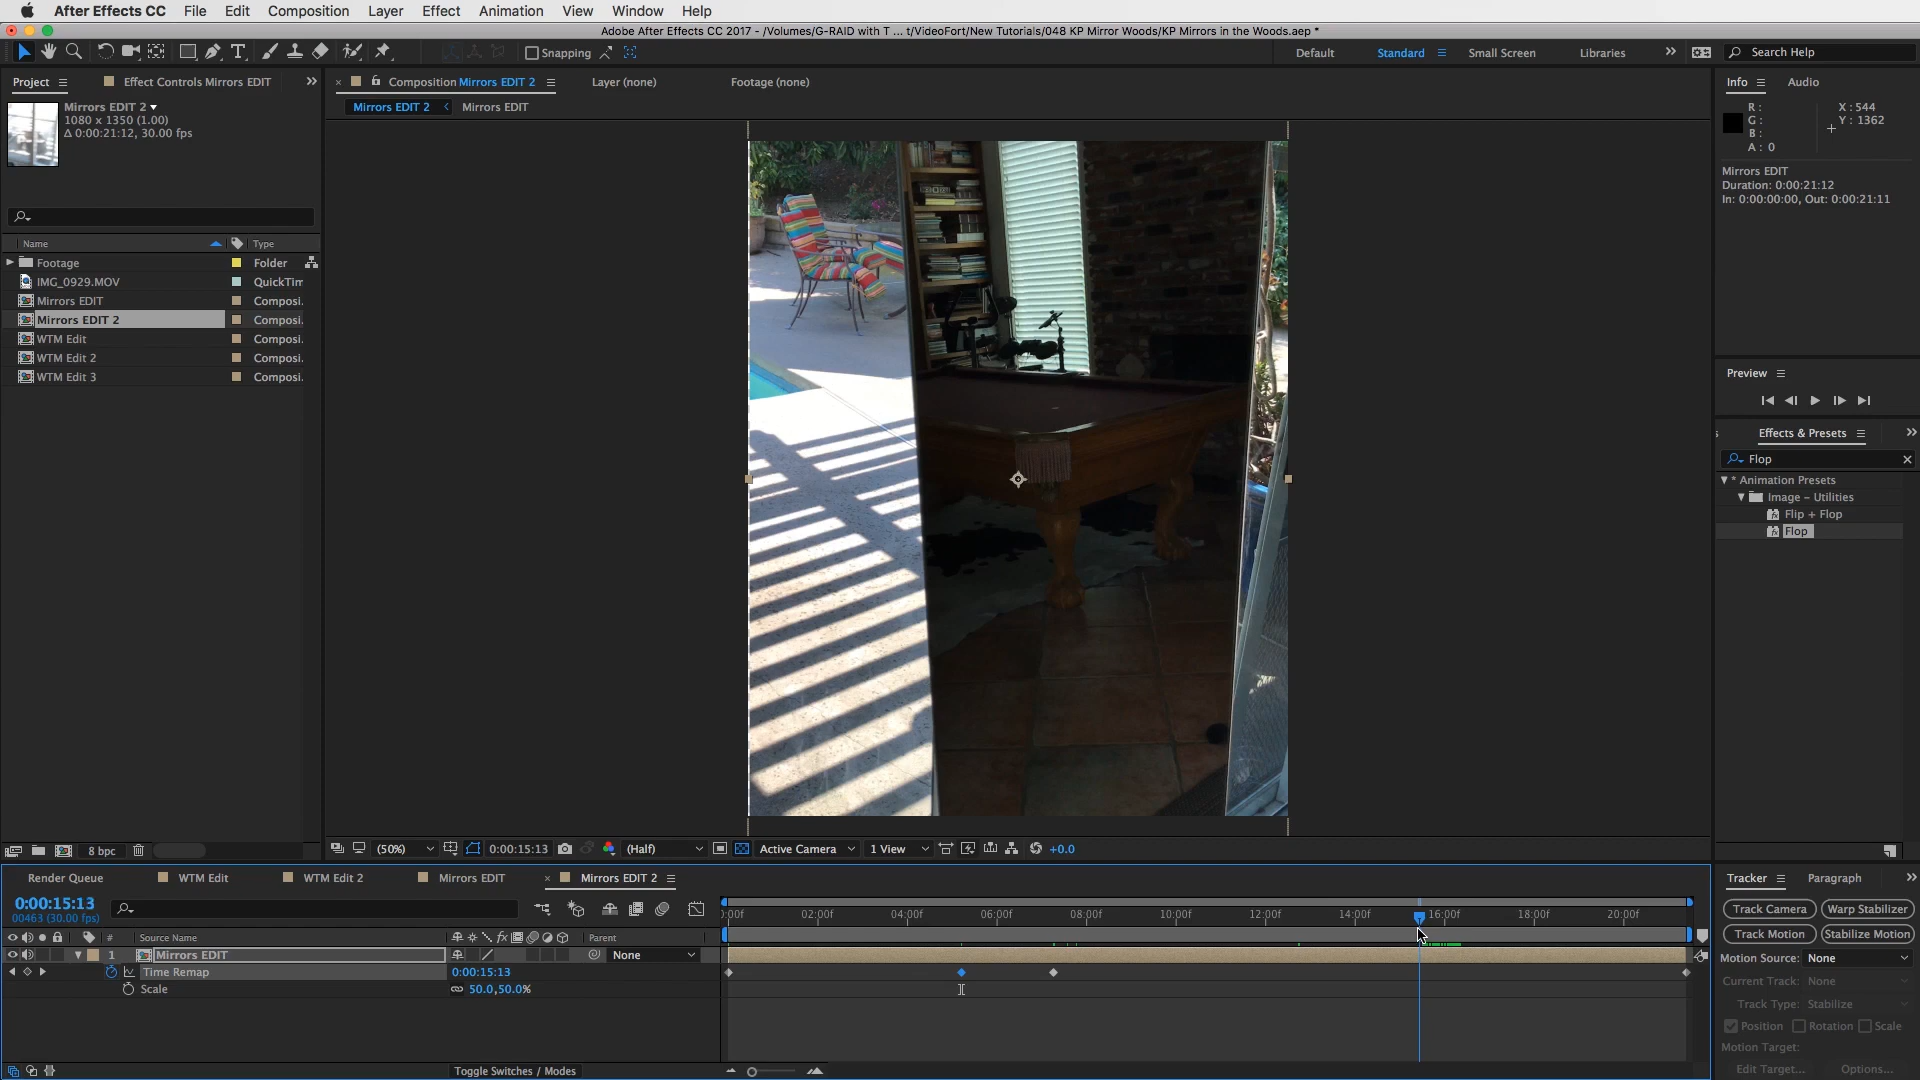 After Effects CC File Edit Composition Layer Effect Animation View Window Help
Adobe After Effects CC 2017 - /Volumes/G-RAID with T ... t/VideoFort/New Tutorials/048 KP Mirror Woods/KP Mirrors in the Woods.aep *
Snapping
Default Standard Small Screen Libraries Search Help
Project Effect Controls Mirrors EDIT
Mirrors EDIT 2
1080 x 1350 (1.00)
Δ 0:00:21:12, 30.00 fps
Name Type
Footage Folder
IMG_0929.MOV QuickTim
Mirrors EDIT Composi.
Mirrors EDIT 2 Composi.
WTM Edit Composi.
WTM Edit 2 Composi.
WTM Edit 3 Composi.
8 bpc
Composition Mirrors EDIT 2 Layer (none) Footage (none)
Mirrors EDIT 2 < Mirrors EDIT
(50%) 0:00:15:13 (Half) Active Camera 1 View +0.0
Info Audio
R: X: 544
G: Y: 1362
B:
A: 0
Mirrors EDIT
Duration: 0:00:21:12
In: 0:00:00:00, Out: 0:00:21:11
Preview
Effects & Presets
Flop
* Animation Presets
Image – Utilities
Flip + Flop
Flop
Render Queue WTM Edit WTM Edit 2 Mirrors EDIT Mirrors EDIT 2
0:00:15:13
00463 (30.00 fps)
# Source Name Parent
1 Mirrors EDIT None
Time Remap 0:00:15:13
Scale 50.0,50.0%
Toggle Switches / Modes
:00f 02:00f 04:00f 06:00f 08:00f 10:00f 12:00f 14:00f 16:00f 18:00f 20:00f
Tracker Paragraph
Track Camera Warp Stabilizer
Track Motion Stabilize Motion
Motion Source: None
Current Track: None
Track Type: Stabilize
Position Rotation Scale
Motion Target:
Edit Target... Options...